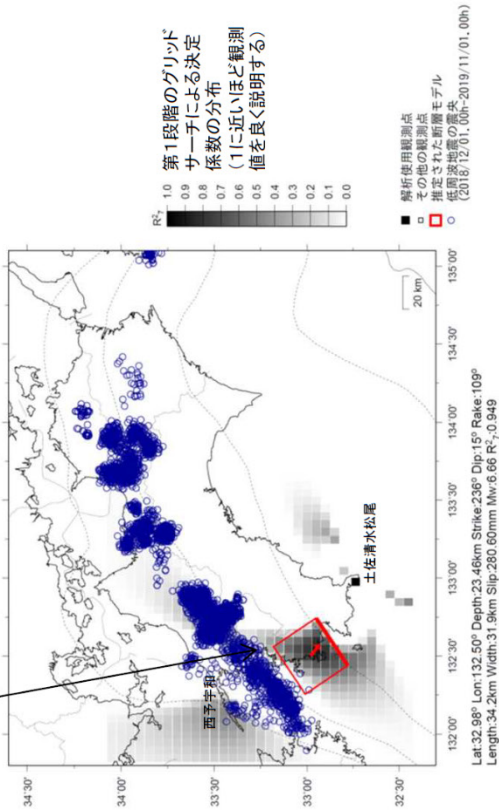 第1段階のグリッド
サーチによる決定
係数の分布
(1に近いほど観測
値を良く説明する)
R²₇
1.0
0.9
0.8
0.7
0.6
0.5
0.4
0.3
0.2
0.1
0.0
解析使用観測点
その他の観測点
推定された断層モデル
低周波地震の震央
(2018/12/01,00h-2019/11/01,00h)
34°30'
34°00'
33°30'
33°00'
32°30'
西予宇和
土佐清水松尾
20 km
132°00'
132°30'
133°00'
133°30'
134°00'
134°30'
135°00'
Lat:32.98° Lon:132.50° Depth:23.46km Strike:236° Dip:15° Rake:109°
Length:34.2km Width:31.9km Slip:280.60mm Mw:6.66 R²₇:0.949